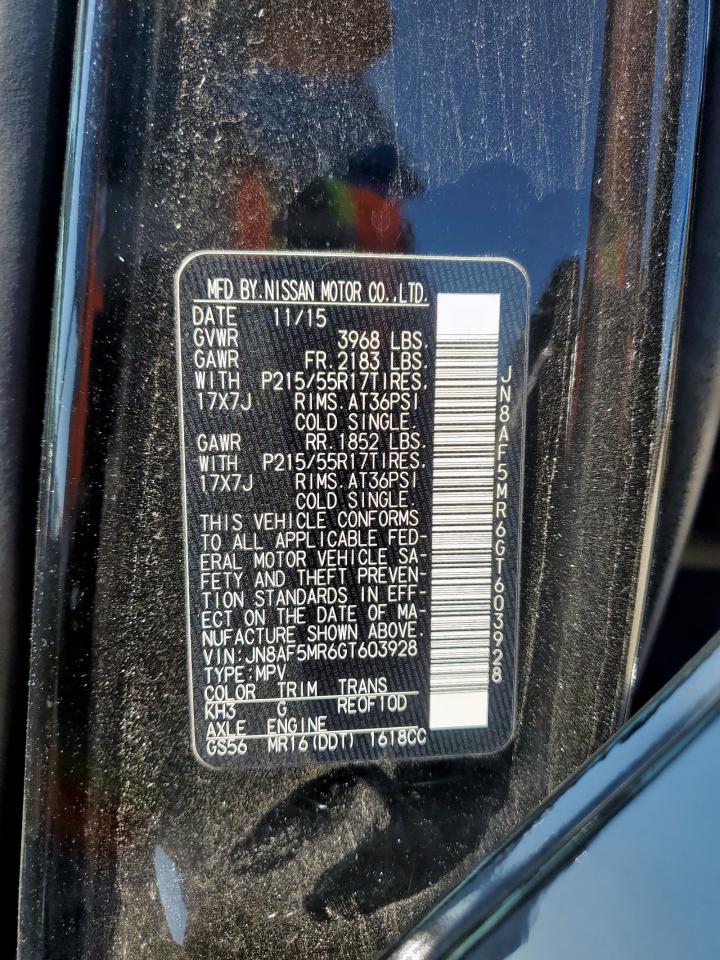 MFD BY.NISSAN MOTOR CO.,LTD.
DATE 11/15
GVWR 3968 LBS.
GAWR FR.2183 LBS.
WITH P215/55R17TIRES.
17X7J RIMS.AT36PSI
COLD SINGLE.
GAWR RR.1852 LBS.
WITH P215/55R17TIRES.
17X7J RIMS.AT36PSI
COLD SINGLE.
THIS VEHICLE CONFORMS
TO ALL APPLICABLE FED-
ERAL MOTOR VEHICLE SA-
FETY AND THEFT PREVEN-
TION STANDARDS IN EFF-
ECT ON THE DATE OF MA-
NUFACTURE SHOWN ABOVE.
VIN:JN8AF5MR6GT603928
TYPE:MPV
COLOR TRIM TRANS
KH3 G RE0F10D
AXLE ENGINE
GS56 MR16(DDT) 1618CC
JN8AF5MR6GT603928